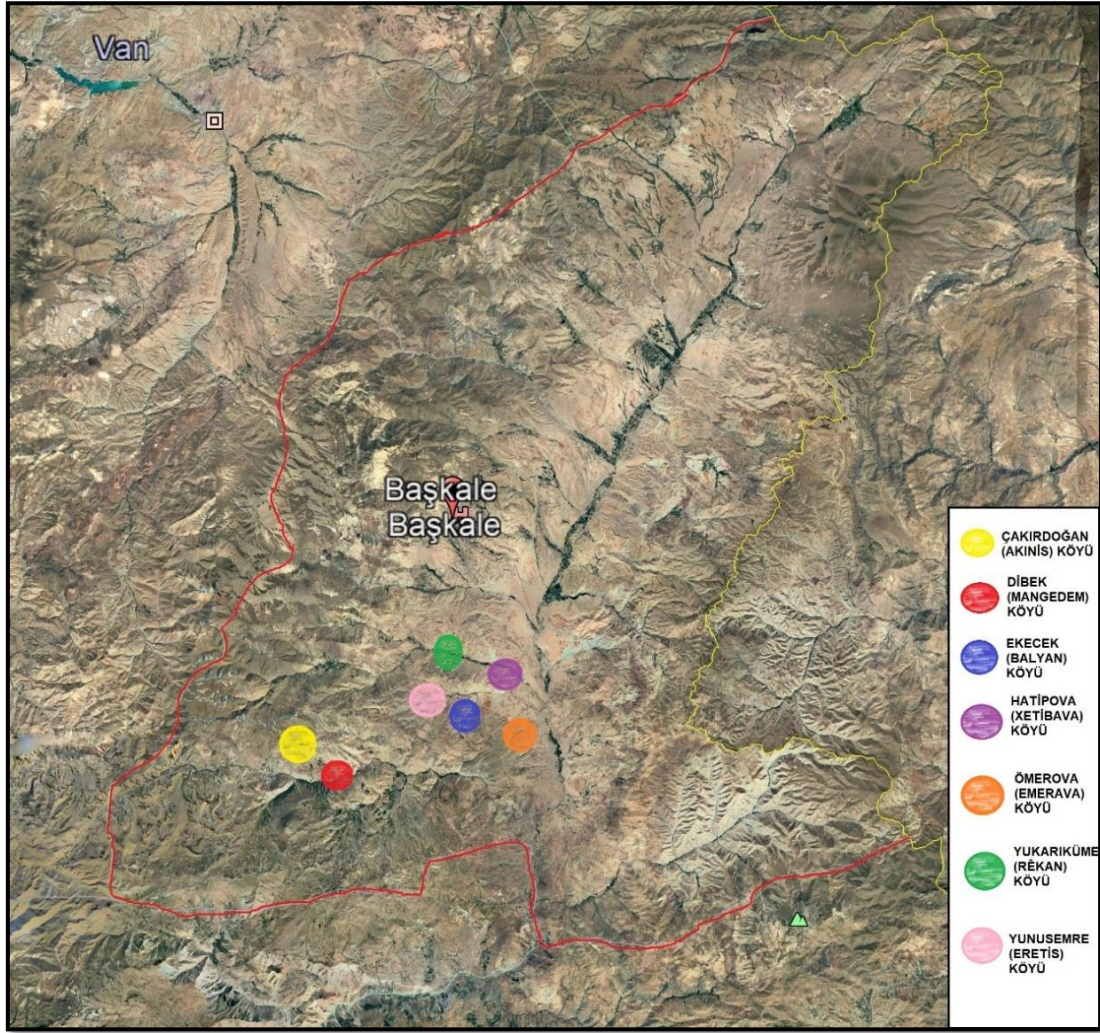 Van
Başkale
Başkale
ÇAKIRDOĞAN
(AKINİS) KÖYÜ
DİBEK
(MANGEDEM)
KÖYÜ
EKECEK
(BALYAN)
KÖYÜ
HATİPOVA
(XETİBAVA)
KÖYÜ
ÖMEROVA
(EMERAVA)
KÖYÜ
YUKARIKÜME
(RÊKAN)
KÖYÜ
YUNUSEMRE
(ERETİS)
KÖYÜ